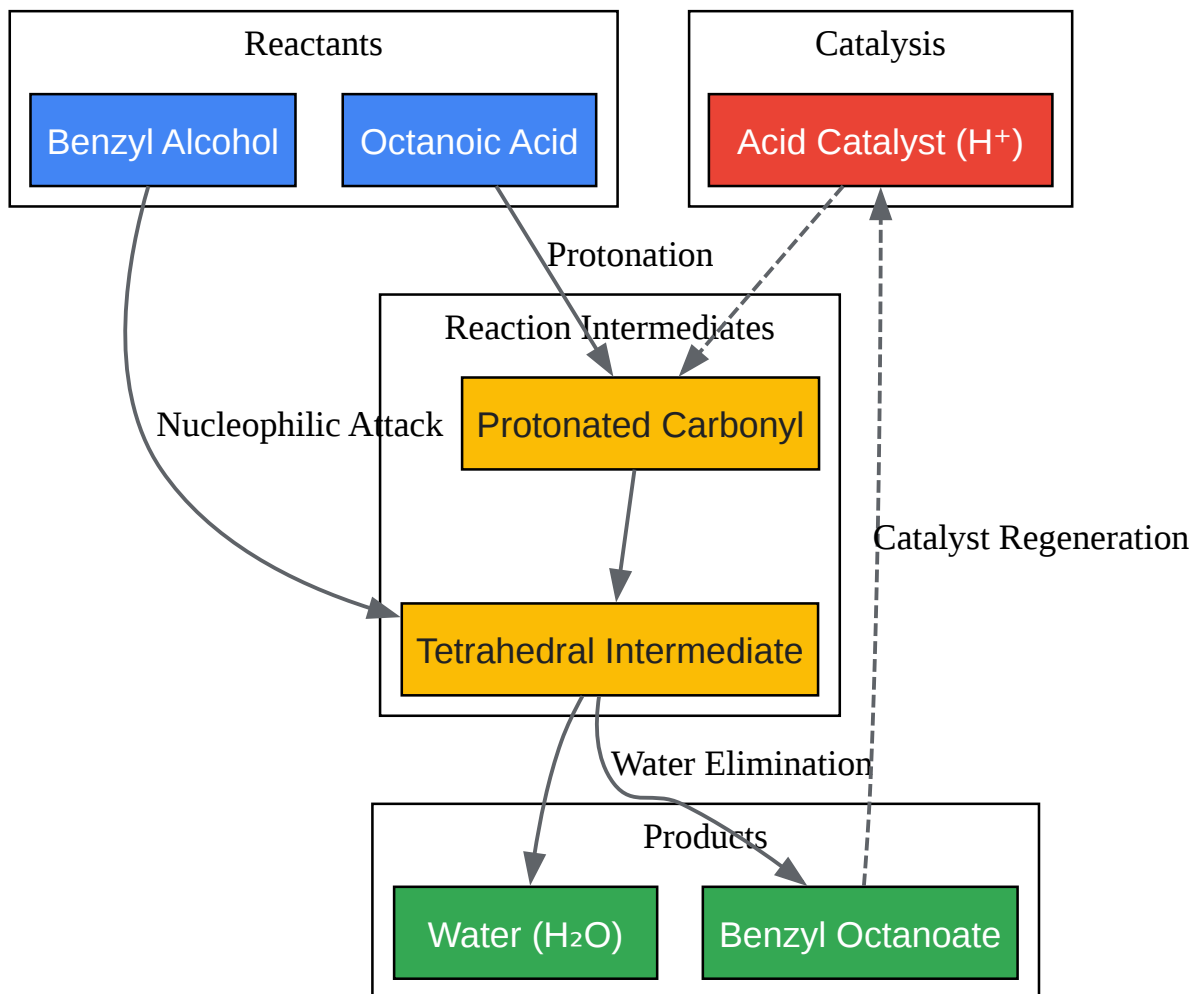 Reactants
Catalysis
Benzyl Alcohol
Octanoic Acid
Acid Catalyst (H⁺)
Protonation
Reaction Intermediates
Nucleophilic Attack
Protonated Carbonyl
Catalyst Regeneration
Tetrahedral Intermediate
Water Elimination
Products
Water (H₂O)
Benzyl Octanoate